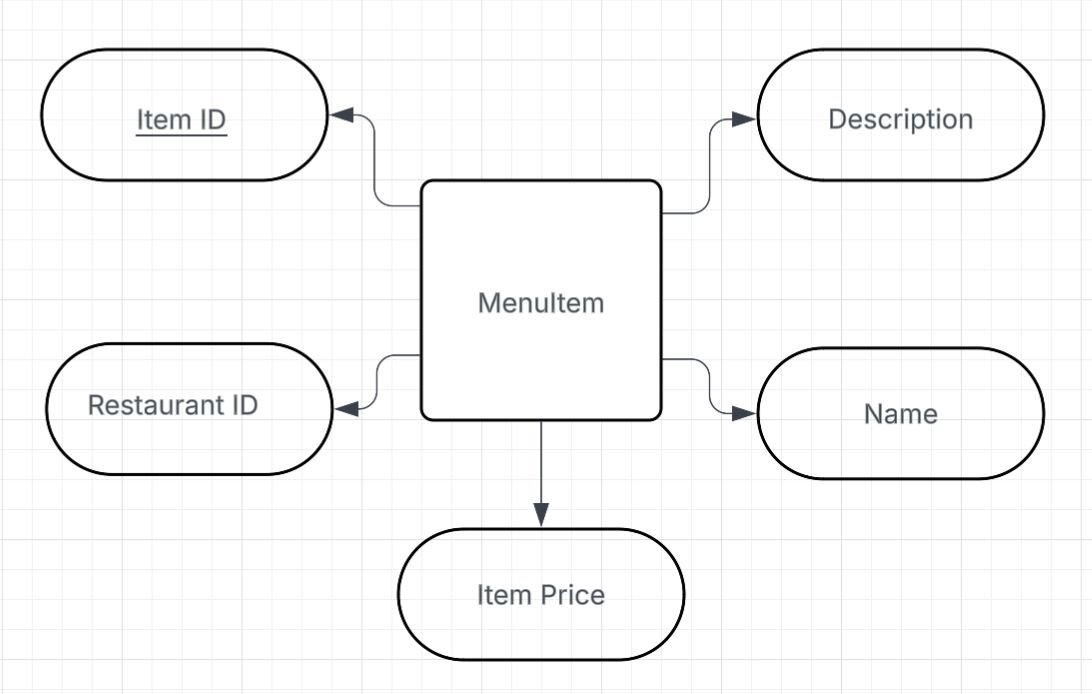 Item ID
Description
MenuItem
Restaurant ID
Name
Item Price